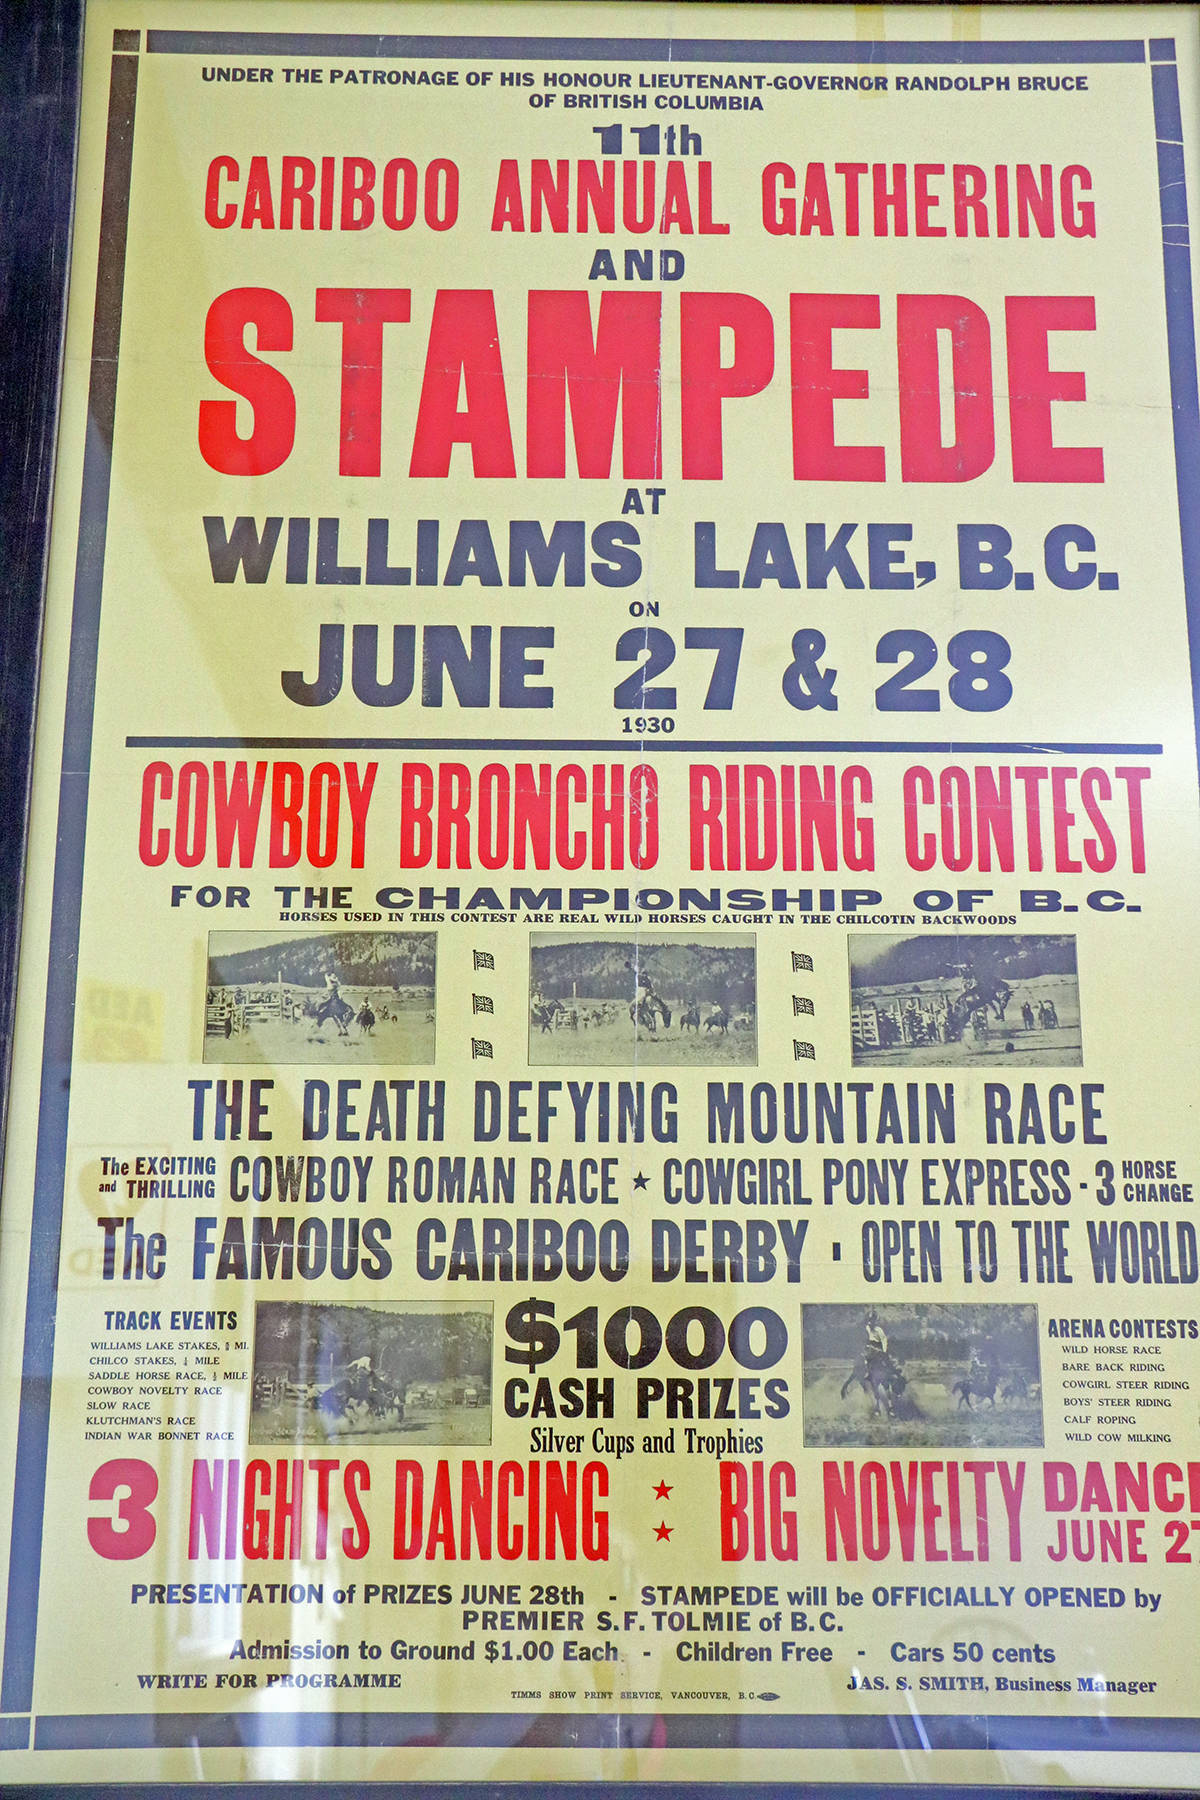 UNDER THE PATRONAGE OF HIS HONOUR LIEUTENANT-GOVERNOR RANDOLPH BRUCE
OF BRITISH COLUMBIA
11th
CARIBOO ANNUAL GATHERING
AND
STAMPEDE
AT
WILLIAMS LAKE, B.C.
ON
JUNE 27 & 28
1930
COWBOY BRONCHO RIDING CONTEST
FOR THE CHAMPIONSHIP OF B.C.
HORSES USED IN THIS CONTEST ARE REAL WILD HORSES CAUGHT IN THE CHILCOTIN BACKWOODS
THE DEATH DEFYING MOUNTAIN RACE
The EXCITING and THRILLING COWBOY ROMAN RACE ★ COWGIRL PONY EXPRESS - 3 HORSE CHANGE
The FAMOUS CARIBOO DERBY · OPEN TO THE WORLD
TRACK EVENTS
WILLIAMS LAKE STAKES, MI.
CHILCO STAKES, MILE
SADDLE HORSE RACE, MILE
COWBOY NOVELTY RACE
SLOW RACE
KLUTCHMAN'S RACE
INDIAN WAR BONNET RACE
$1000
CASH PRIZES
Silver Cups and Trophies
ARENA CONTESTS
WILD HORSE RACE
BARE BACK RIDING
COWGIRL STEER RIDING
BOYS' STEER RIDING
CALF ROPING
WILD COW MILKING
3 NIGHTS DANCING ★ ★ BIG NOVELTY DANC
JUNE 27
PRESENTATION of PRIZES JUNE 28th - STAMPEDE will be OFFICIALLY OPENED by
PREMIER S. F. TOLMIE of B. C.
Admission to Ground $1.00 Each - Children Free - Cars 50 cents
WRITE FOR PROGRAMME
JAS. S. SMITH, Business Manager
TIMMS SHOW PRINT SERVICE, VANCOUVER, B.C.